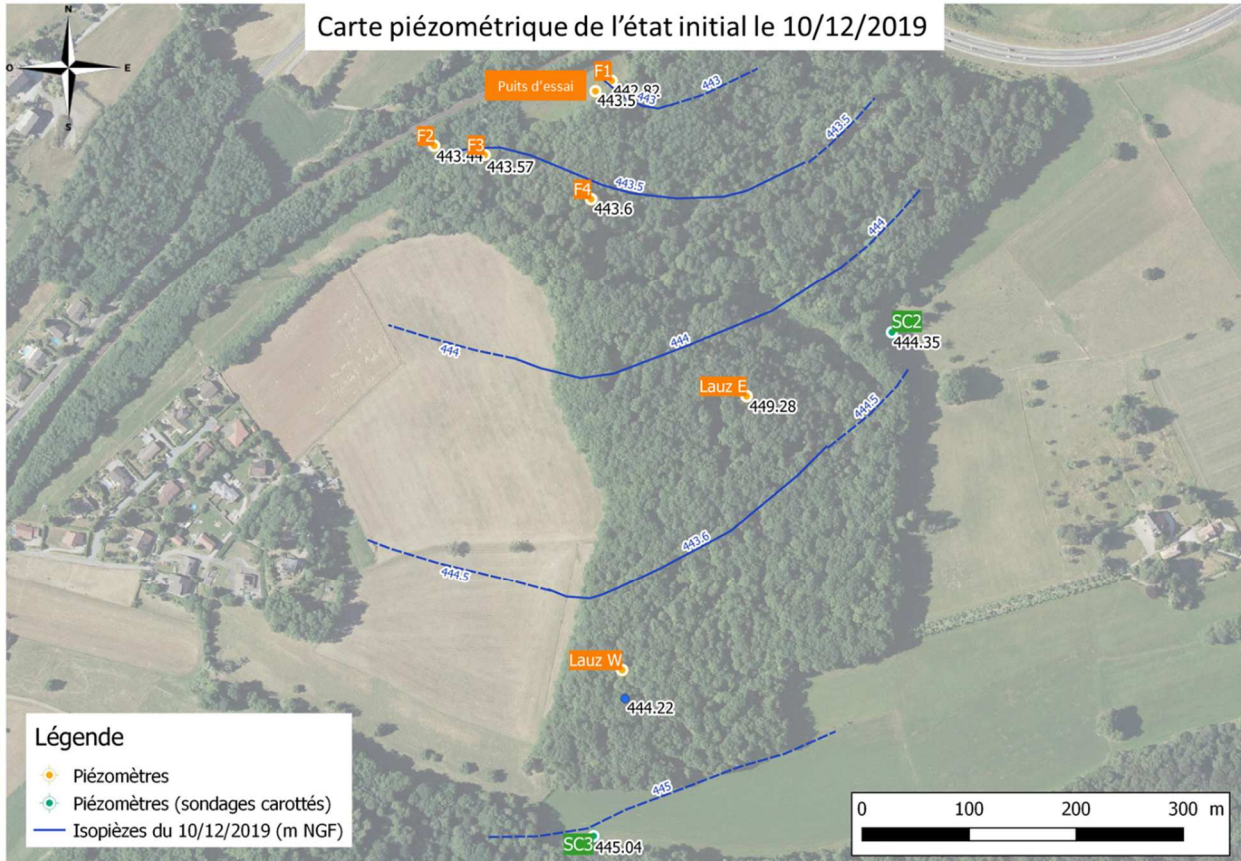 Carte piézométrique de l'état initial le 10/12/2019
N
O
E
S
F1
442.82
Puits d'essai
443.5
443
443
F2
443.44
F3
443.57
443.5
443.5
F4
443.6
444
444
444
SC2
444.35
Lauz E
449.28
444.5
443.6
444.5
Lauz W
444.22
445
SC3
445.04
Légende
Piézomètres
Piézomètres (sondages carottés)
Isopièzes du 10/12/2019 (m NGF)
0 100 200 300 m